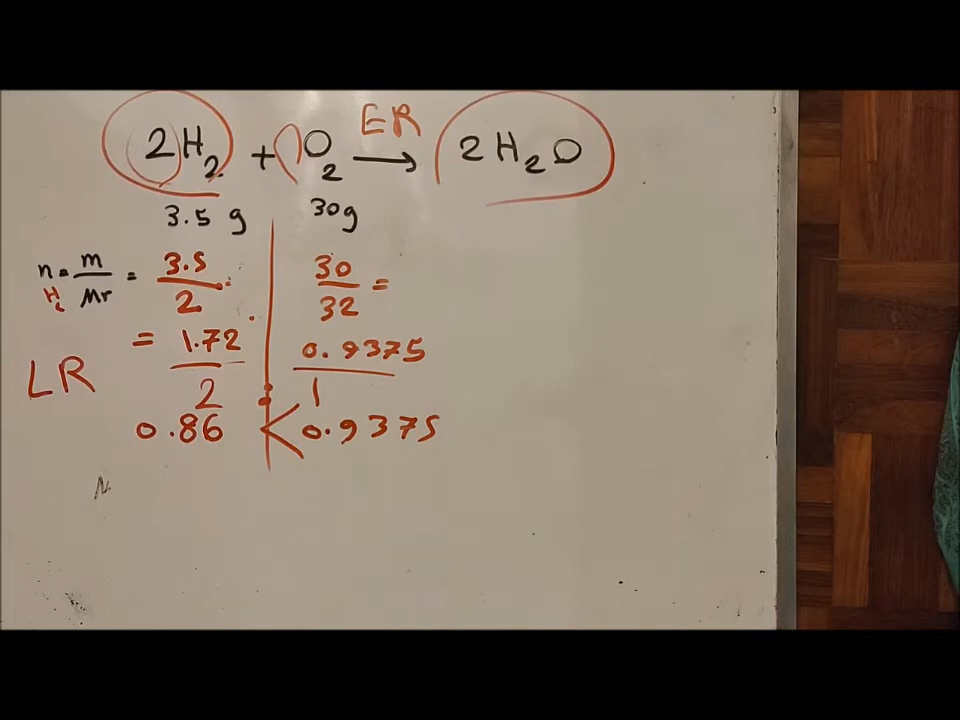 2H₂ + O₂ ER → 2H₂O
3.5 g 30g
n = m/Mr = 3.5/2 30/32 =
H₂
= 1.72/2 : 0.9375/1
LR
0.86 < 0.9375